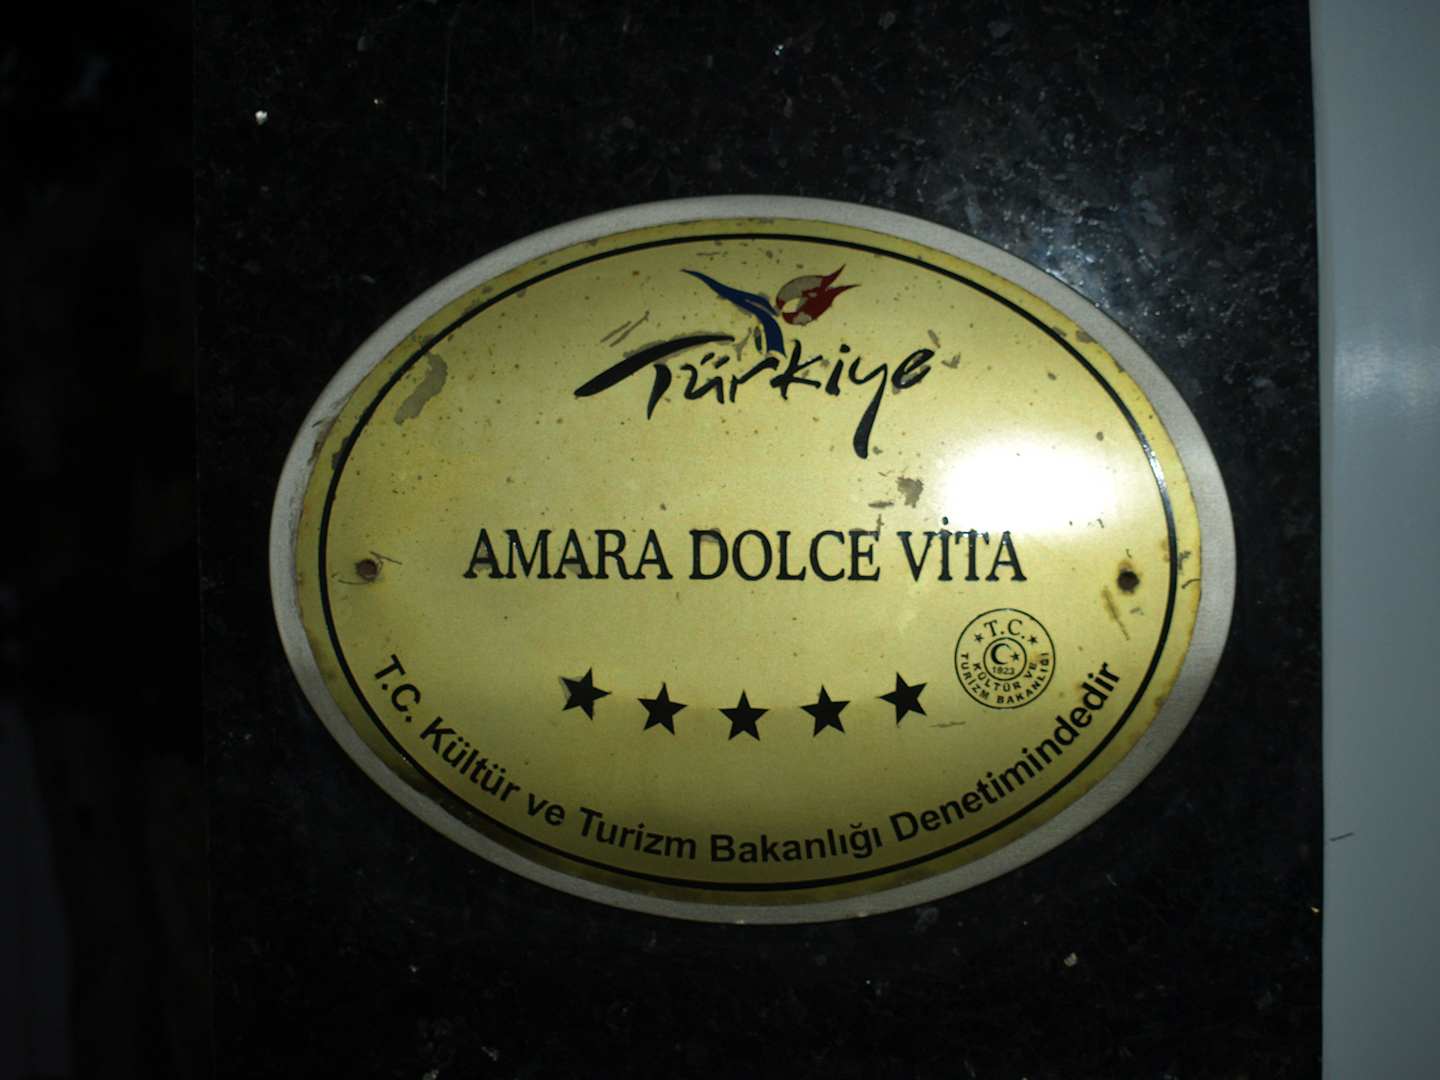 Türkiye
AMARA DOLCE VİTA
T.C.
1923
KÜLTÜR VE
TURİZM BAKANLIĞI
T.C. Kültür ve Turizm Bakanlığı Denetimindedir